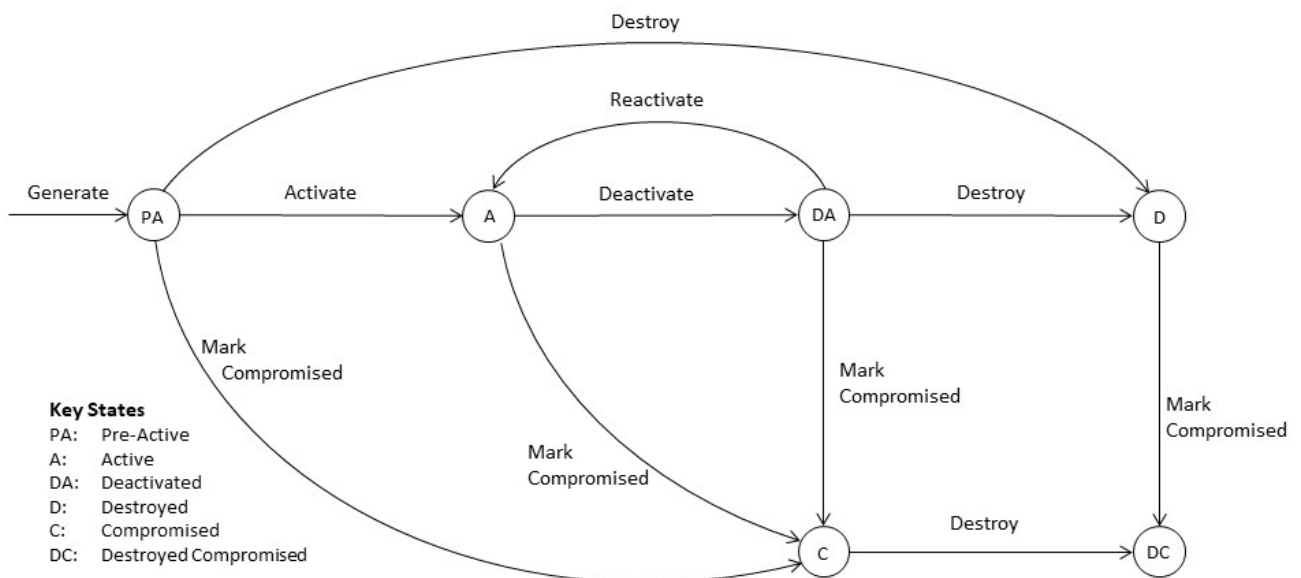 Destroy
Reactivate
Generate
Activate
Deactivate
Destroy
PA
A
DA
D
Mark
Compromised
Mark
Compromised
Mark
Compromised
Mark
Compromised
Key States
PA: Pre-Active
A: Active
DA: Deactivated
D: Destroyed
C: Compromised
DC: Destroyed Compromised
Destroy
C
DC